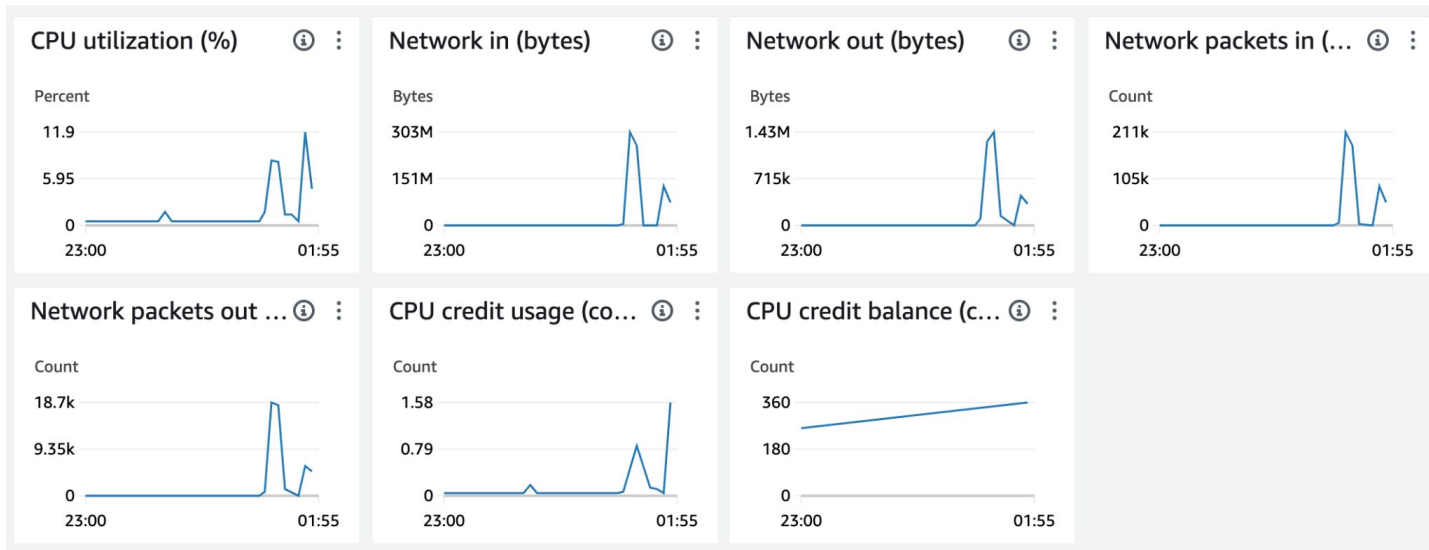 CPU utilization (%)
Percent
11.9
5.95
0
23:00 01:55
Network in (bytes)
Bytes
303M
151M
0
23:00 01:55
Network out (bytes)
Bytes
1.43M
715k
0
23:00 01:55
Network packets in (...
Count
211k
105k
0
23:00 01:55
Network packets out ...
Count
18.7k
9.35k
0
23:00 01:55
CPU credit usage (co...
Count
1.58
0.79
0
23:00 01:55
CPU credit balance (c...
Count
360
180
0
23:00 01:55